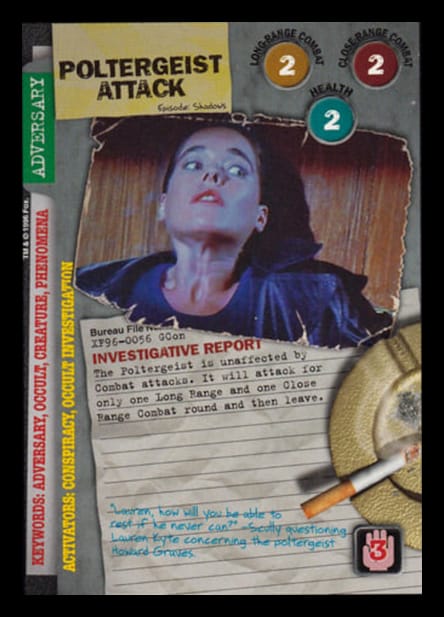 POLTERGEIST
ATTACK
Episode: Shadows
LONG-RANGE COMBAT
2
CLOSE-RANGE COMBAT
2
HEALTH
2
ADVERSARY
TM & © 1996 Fox.
KEYWORDS: ADVERSARY, OCCULT, CREATURE, PHENOMENA
ACTIVATORS: CONSPIRACY, OCCULT INVESTIGATION
Bureau File
XF96-0056 GCon
INVESTIGATIVE REPORT
The Poltergeist is unaffected by
Combat attacks. It will attack for
only one Long Range and one Close
Range Combat round and then leave.
"Lauren, how will you be able to
rest if he never can?" -Scully questioning
Lauren Kyte concerning the poltergeist
Howard Graves.
3